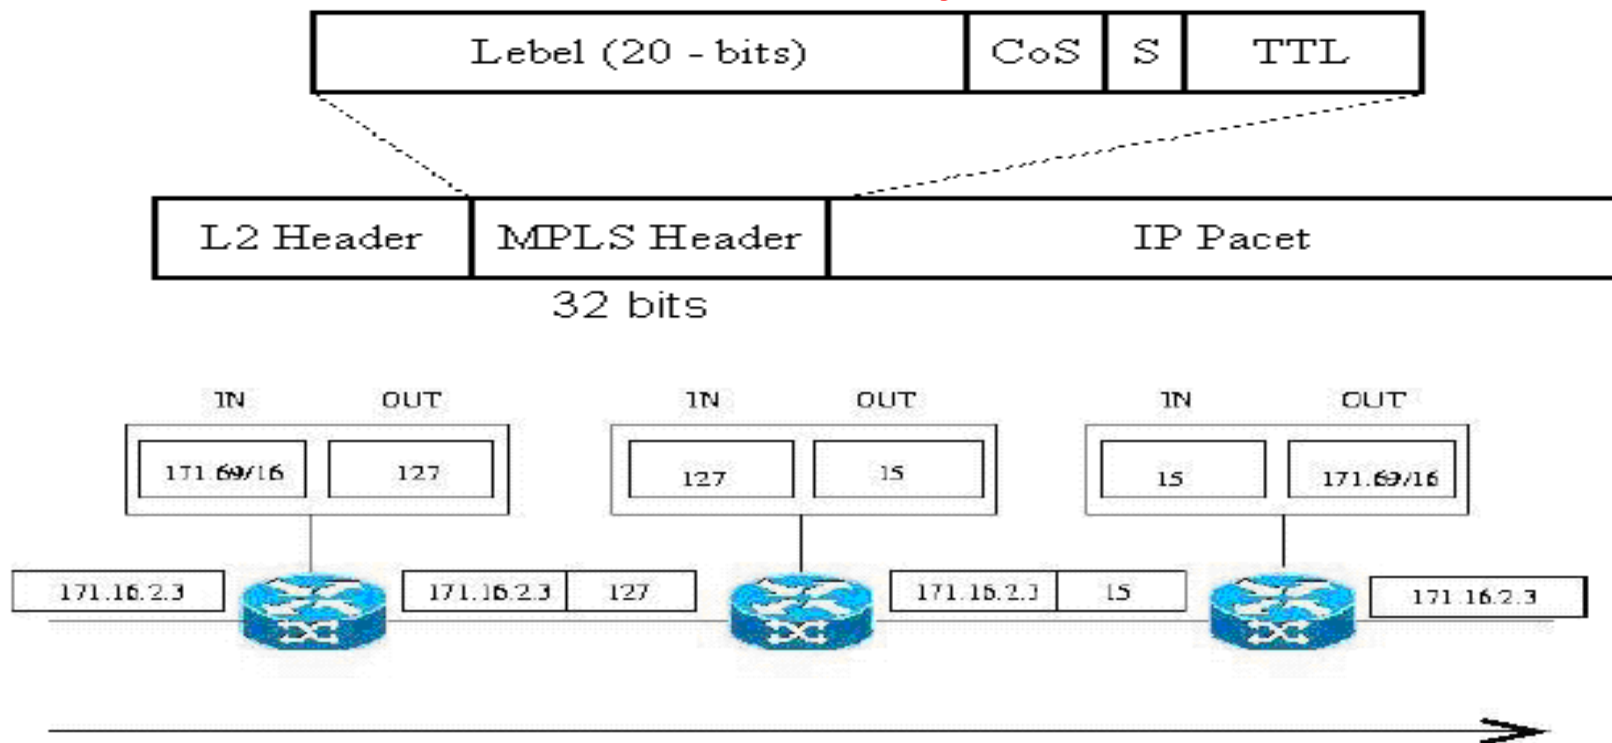 Lebel (20 - bits) CoS S TTL
L2 Header MPLS Header IP Pacet
32 bits
IN OUT IN OUT IN OUT
171.69/16 127 127 15 15 171.69/16
171.16.2.3 171.16.2.3 127 171.16.2.3 15 171.16.2.3